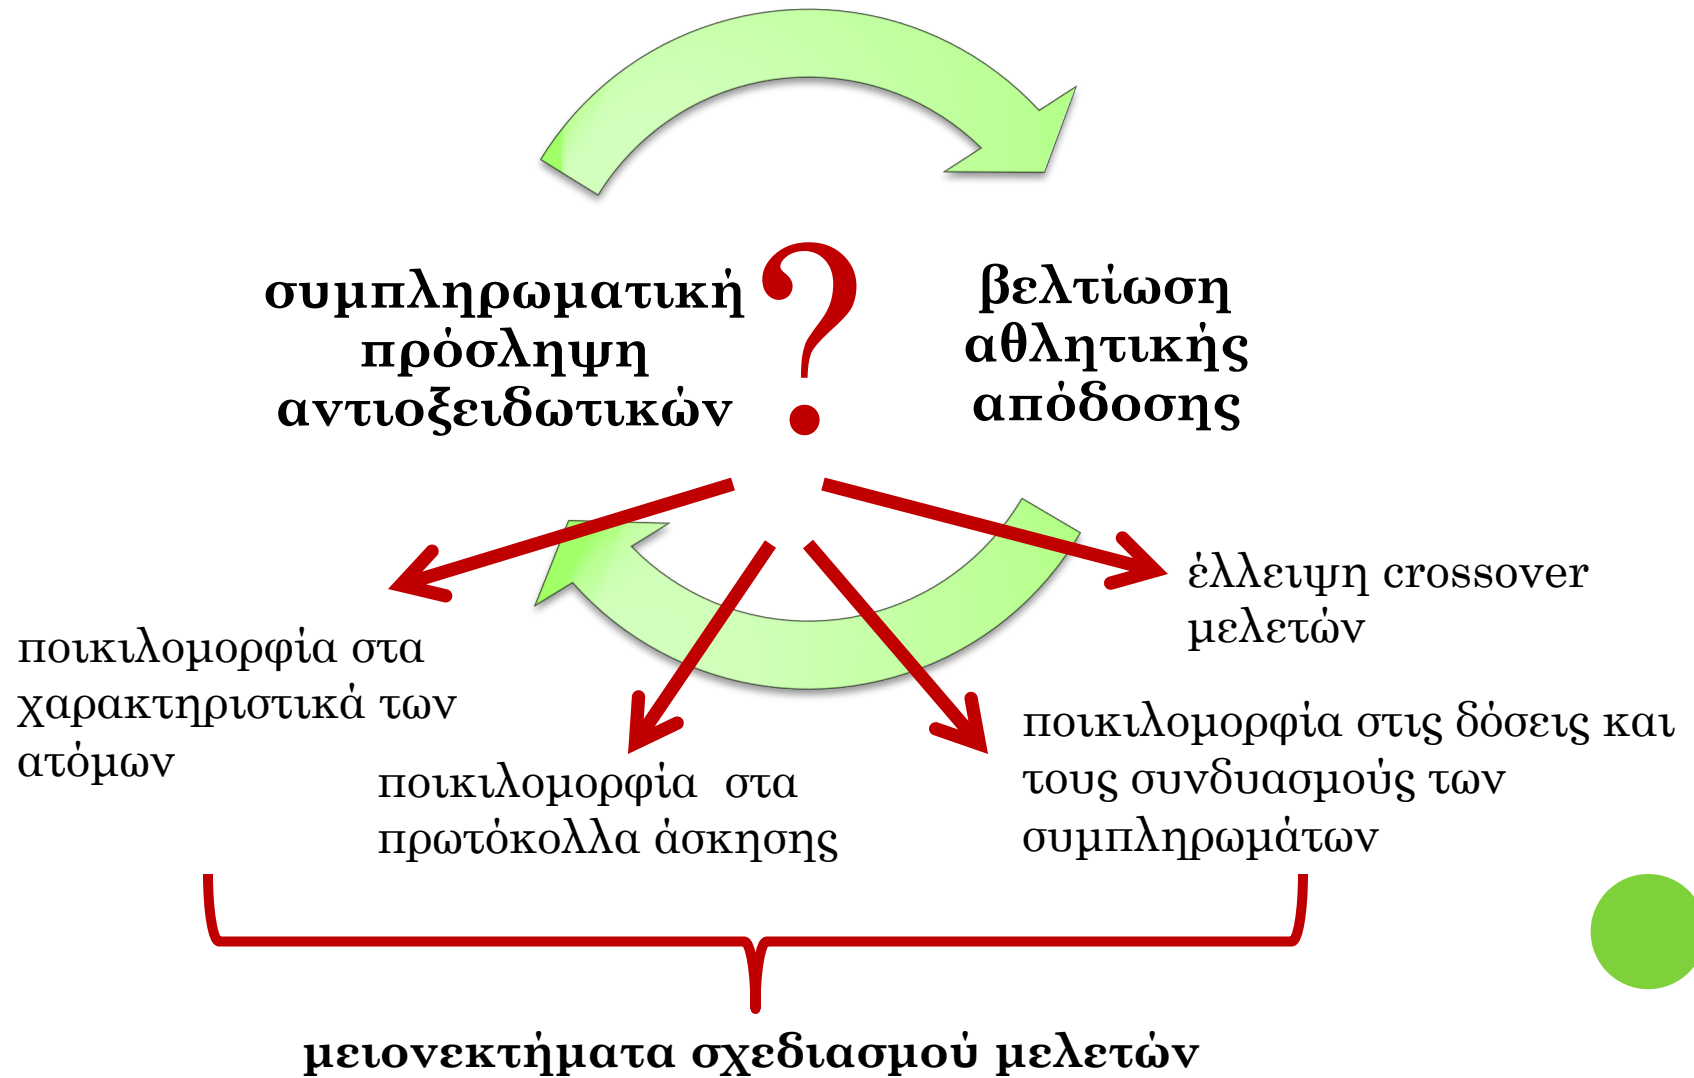 συμπληρωματική
πρόσληψη
αντιοξειδωτικών
?
βελτίωση
αθλητικής
απόδοσης
έλλειψη crossover
μελετών
ποικιλομορφία στα
χαρακτηριστικά των
ατόμων
ποικιλομορφία στα
πρωτόκολλα άσκησης
ποικιλομορφία στις δόσεις και
τους συνδυασμούς των
συμπληρωμάτων
μειονεκτήματα σχεδιασμού μελετών